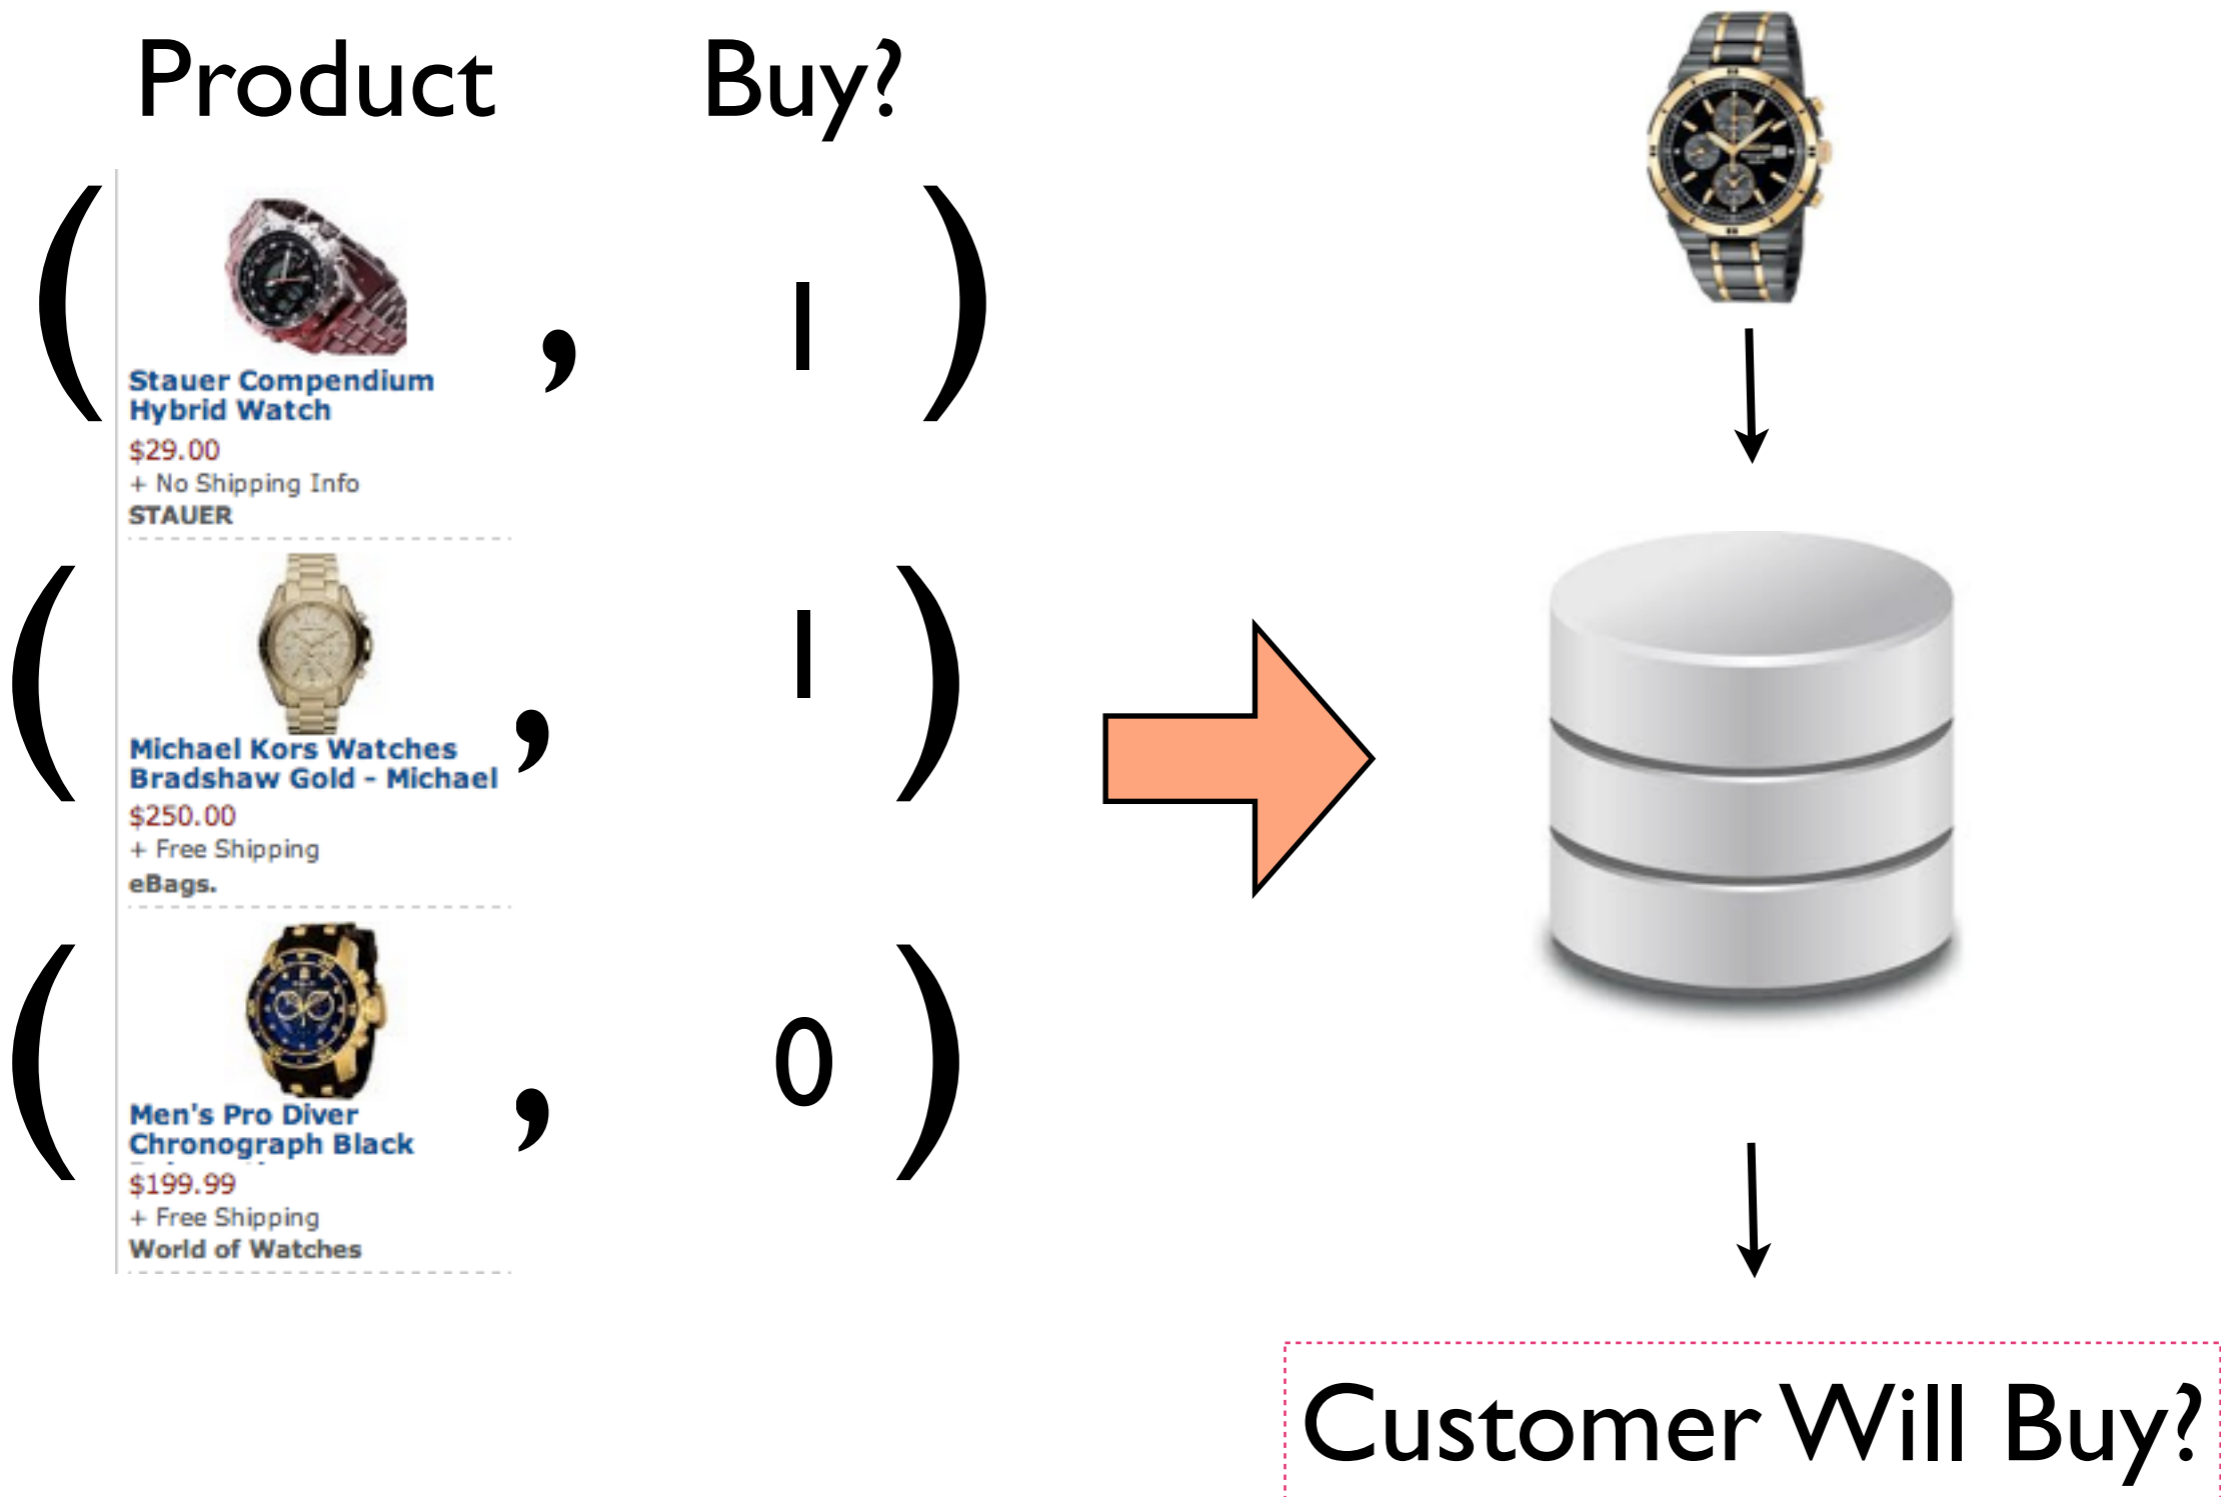 Product Buy?
( , 1 )
Stauer Compendium
Hybrid Watch
$29.00
+ No Shipping Info
STAUER
( , 1 )
Michael Kors Watches
Bradshaw Gold - Michael
$250.00
+ Free Shipping
eBags.
( , 0 )
Men's Pro Diver
Chronograph Black
$199.99
+ Free Shipping
World of Watches
Customer Will Buy?